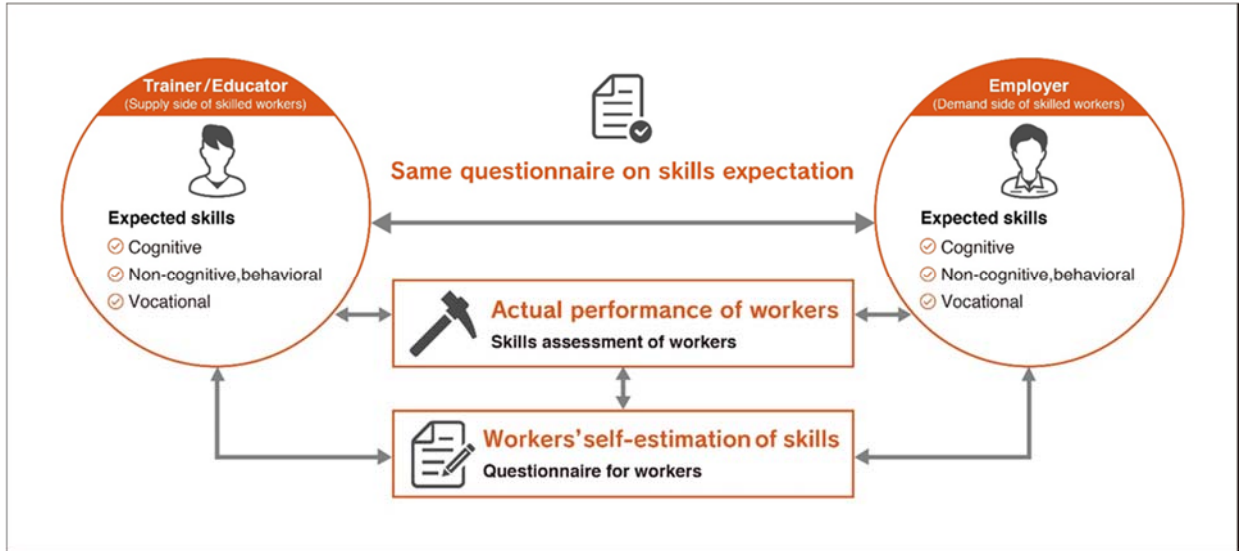 Trainer/Educator
(Supply side of skilled workers)
Expected skills
Cognitive
Non-cognitive,behavioral
Vocational
Same questionnaire on skills expectation
Employer
(Demand side of skilled workers)
Expected skills
Cognitive
Non-cognitive,behavioral
Vocational
Actual performance of workers
Skills assessment of workers
Workers'self-estimation of skills
Questionnaire for workers